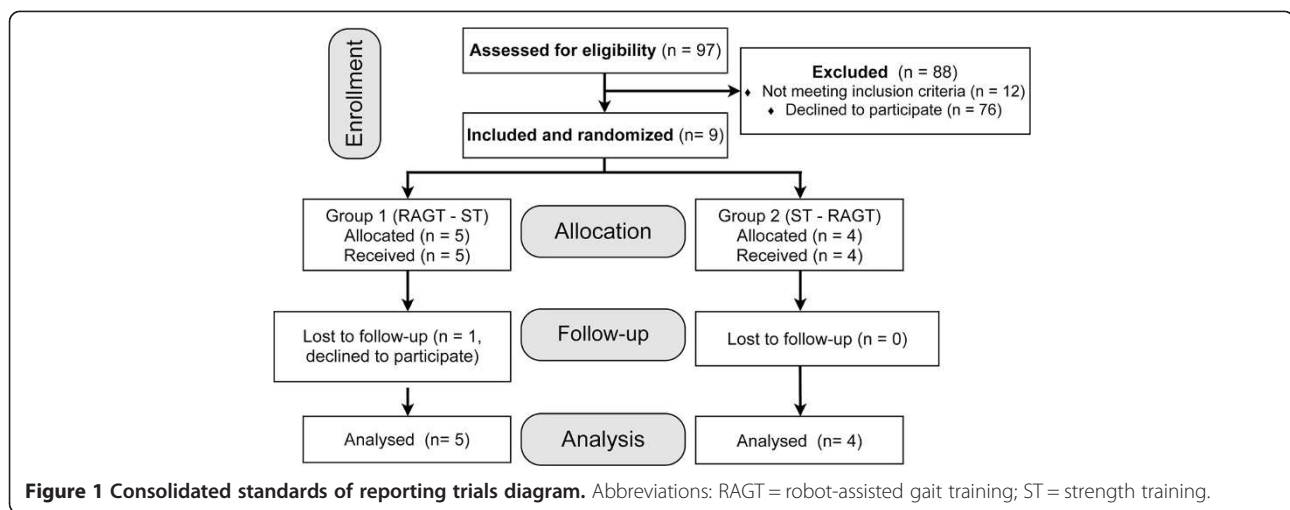 Enrollment
Assessed for eligibility (n = 97)
Excluded (n = 88)
♦ Not meeting inclusion criteria (n = 12)
♦ Declined to participate (n = 76)
Included and randomized (n= 9)
Group 1 (RAGT - ST)
Allocated (n = 5)
Received (n = 5)
Allocation
Group 2 (ST - RAGT)
Allocated (n = 4)
Received (n = 4)
Lost to follow-up (n = 1,
declined to participate)
Follow-up
Lost to follow-up (n = 0)
Analysed (n= 5)
Analysis
Analysed (n= 4)
Figure 1 Consolidated standards of reporting trials diagram. Abbreviations: RAGT = robot-assisted gait training; ST = strength training.